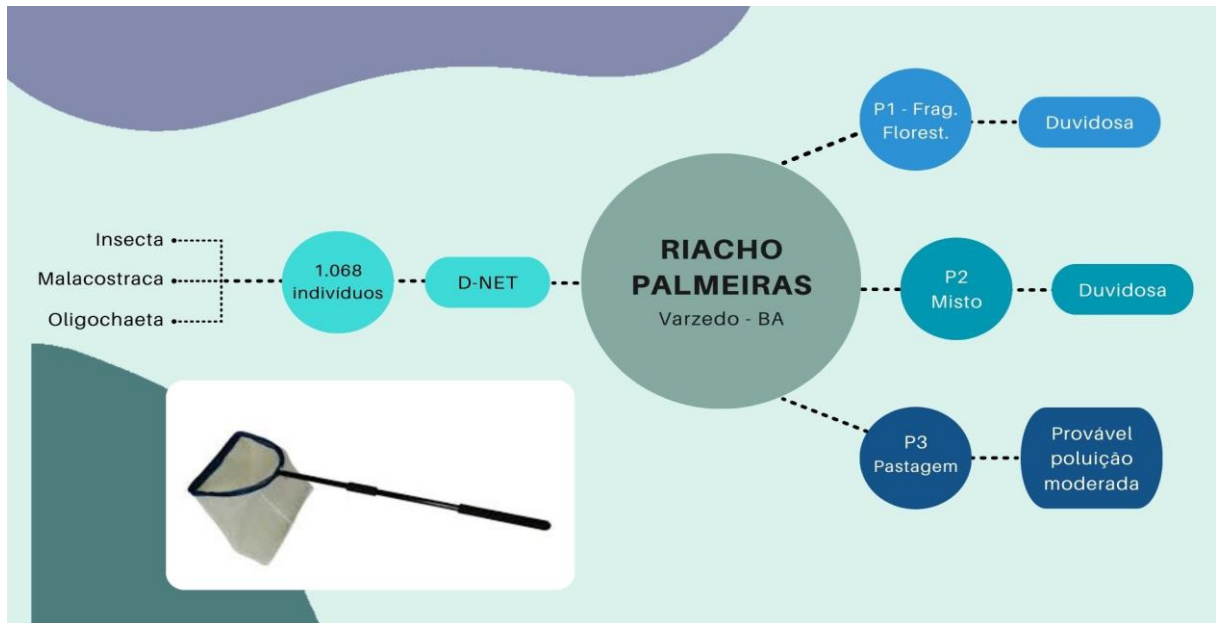 Insecta
Malacostraca
Oligochaeta
1.068
indivíduos
D-NET
RIACHO
PALMEIRAS
Varzedo - BA
P1 - Frag.
Florest.
Duvidosa
P2
Misto
Duvidosa
P3
Pastagem
Provável
poluição
moderada